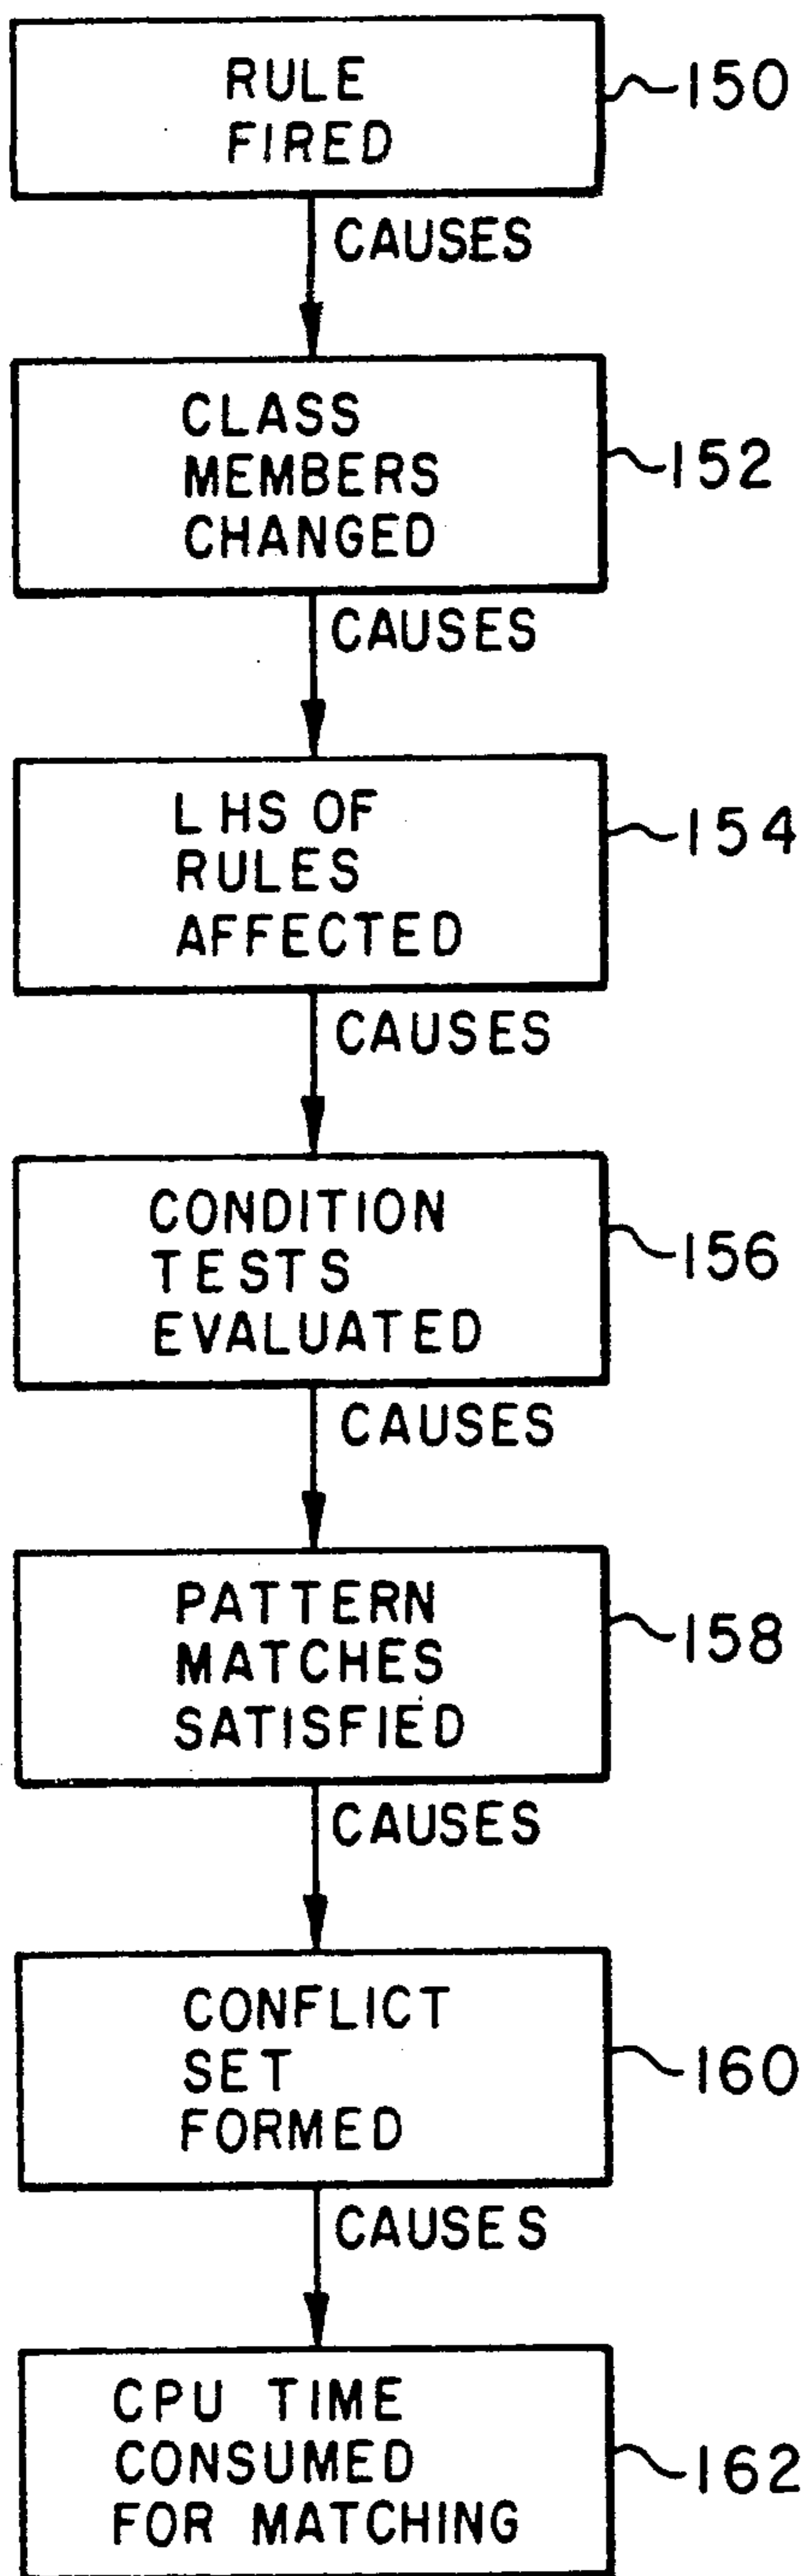 RULE
FIRED
150
CAUSES
CLASS
MEMBERS
CHANGED
152
CAUSES
LHS OF
RULES
AFFECTED
154
CAUSES
CONDITION
TESTS
EVALUATED
156
CAUSES
PATTERN
MATCHES
SATISFIED
158
CAUSES
CONFLICT
SET
FORMED
160
CAUSES
CPU TIME
CONSUMED
FOR MATCHING
162